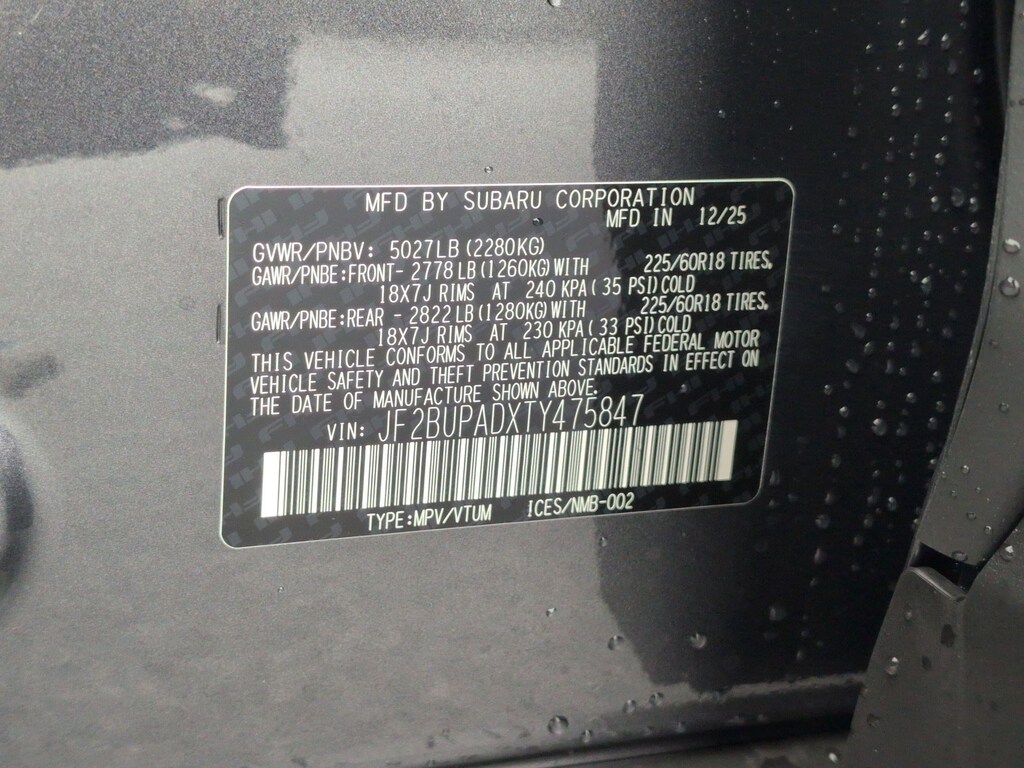 MFD BY SUBARU CORPORATION
MFD IN 12/25
GVWR/PNBV: 5027LB (2280KG)
GAWR/PNBE:FRONT- 2778 LB (1260KG) WITH 225/60R18 TIRES,
18X7J RIMS AT 240 KPA ( 35 PSI) COLD
GAWR/PNBE:REAR - 2822 LB (1280KG) WITH 225/60R18 TIRES,
18X7J RIMS AT 230 KPA ( 33 PSI) COLD
THIS VEHICLE CONFORMS TO ALL APPLICABLE FEDERAL MOTOR
VEHICLE SAFETY AND THEFT PREVENTION STANDARDS IN EFFECT ON
THE DATE OF MANUFACTURE SHOWN ABOVE.
VIN: JF2BUPADXTY475847
TYPE:MPV/VTUM ICES/NMB-002